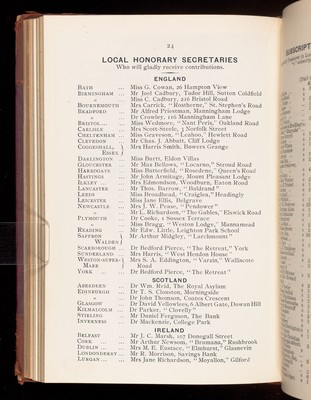 24
LOCAL HONORARY SECRETARIES
Who will gladly receive contributions.
ENGLAND
BATH ... Miss G. Cowan, 26 Hampton View
BIRMINGHAM ... Mr Joel Cadbury, Tudor Hill, Sutton Coldfield
" ... Miss C. Cadbury, 216 Bristol Road
BOURNEMOUTH Mrs Carrick, "Rostherne," St. Stephen's Road
BRADFORD ... Mr Alfred Priestman, Manningham Lodge
" ... Dr Crowley, 116 Manningham Lane
BRISTOL... ... Miss Wedmore, "Nant Peris," Oakland Road
CARLISLE ... Mrs Scott-Steele, 3 Norfolk Street
CHELTENHAM ... Miss Graveson, "Leahoe," Hewlett Road
CLEVEDON ... Mr Chas. J. Abbatt, Cliff Lodge
COGGESHALL, ESSEX } Mrs Harris Smith, Bowers Grange
DARLINGTON ... Miss Burtt, Eldon Villas
GLOUCESTER ... Mr Max Bellows, "Locarno," Stroud Road
HARROGATE ... Miss Butterfield, "Rosedene," Queen's Road
HASTINGS ... Mr John Armitage, Mount Pleasant Lodge
ILKLEY ... ... Mrs Edmondson, Woodburn, Eaton Road
LANCASTER ... Mr Thos. Barrow, "Baldrand"
LEEDS ... Miss Broadhead, "Craiglea," Headingly
LEICESTER ... Miss Jane Ellis, Belgrave
NEWCASTLE ... Mrs J. W. Pease, "Pendower"
" ... Mr L. Richardson, "The Gables," Elswick Road
PLYMOUTH ... Dr Cooke, 1 Sussex Terrace
" ... Miss Bragg, "Weston Lodge," Mannamead
READING ... Mr Edw. Little, Leighton Park School
SAFFRON WALDEN } Mr Arthur Midgley, "Larchmount"
SCARBOROUGH ... Dr Bedford Pierce, "The Retreat," York
SUNDERLAND ... Mrs Harris, "West Hendon House"
WESTON-SUPER-MARE } Mrs S. A. Eddington, "Varais," Walliscote
Road
YORK ... ... Dr Bedford Pierce, "The Retreat"
SCOTLAND
ABERDEEN ... Dr Wm. Reid, The Royal Asylum
EDINBURGH ... Dr T. S. Clouston, Morningside
" ... Dr John Thomson, Coates Crescent
GLASGOW ... Dr David Yellowlees, 6 Albert Gate, Dowan Hill
KILMALCOLM ... Dr Parker, "Clovelly"
STIRLING ... Mr Daniel Ferguson, The Bank
INVERNESS ... Dr Mackenzie, College Park
IRELAND
BELFAST ... Mr J. C. Marsh, 107 Donegall Street
CORK ... ... Mr Arthur Newsom, "Brumana," Rushbrook
DUBLIN ... ... Mrs M. E. Eustace, "Elmhurst," Glasnevin
LONDONDERRY ... Mr R. Morrison, Savings Bank
LURGAN... ... Mrs Jane Richardson, "Moyallon," Gilford